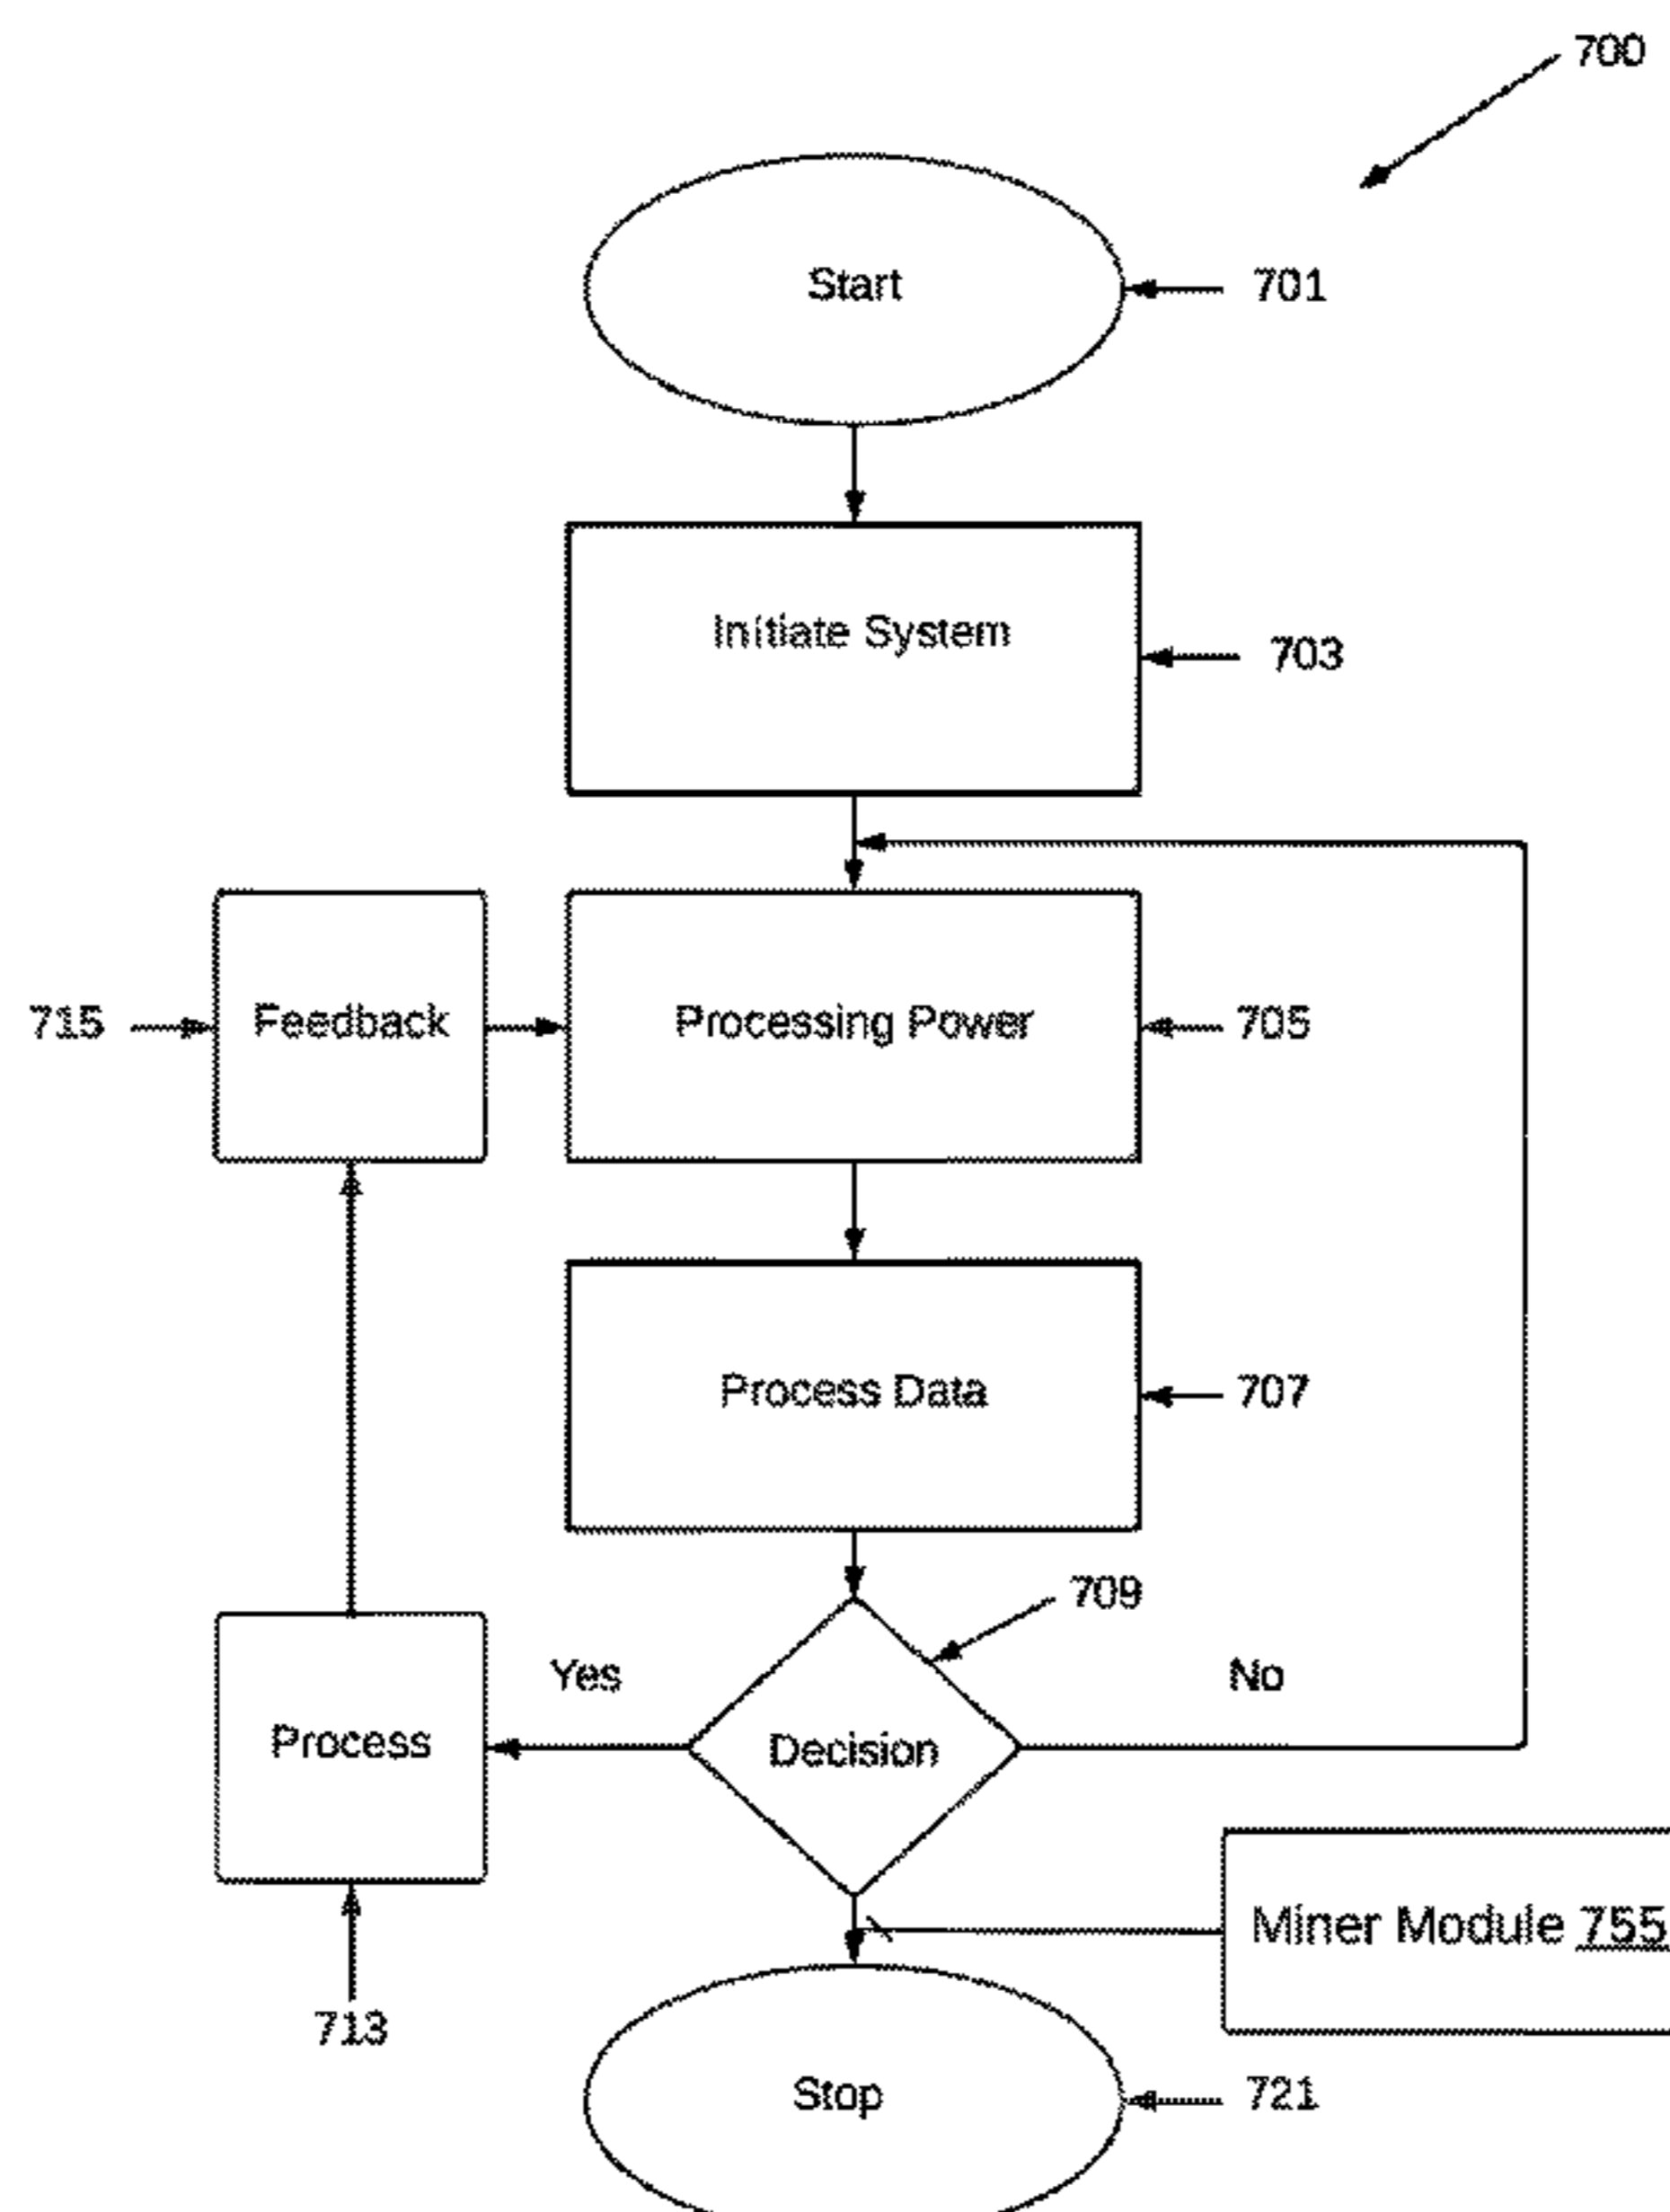 700
Start
701
Initiate System
703
715
Feedback
Processing Power
705
Process Data
707
709
Yes
No
Process
Decision
Miner Module 755
713
Stop
721